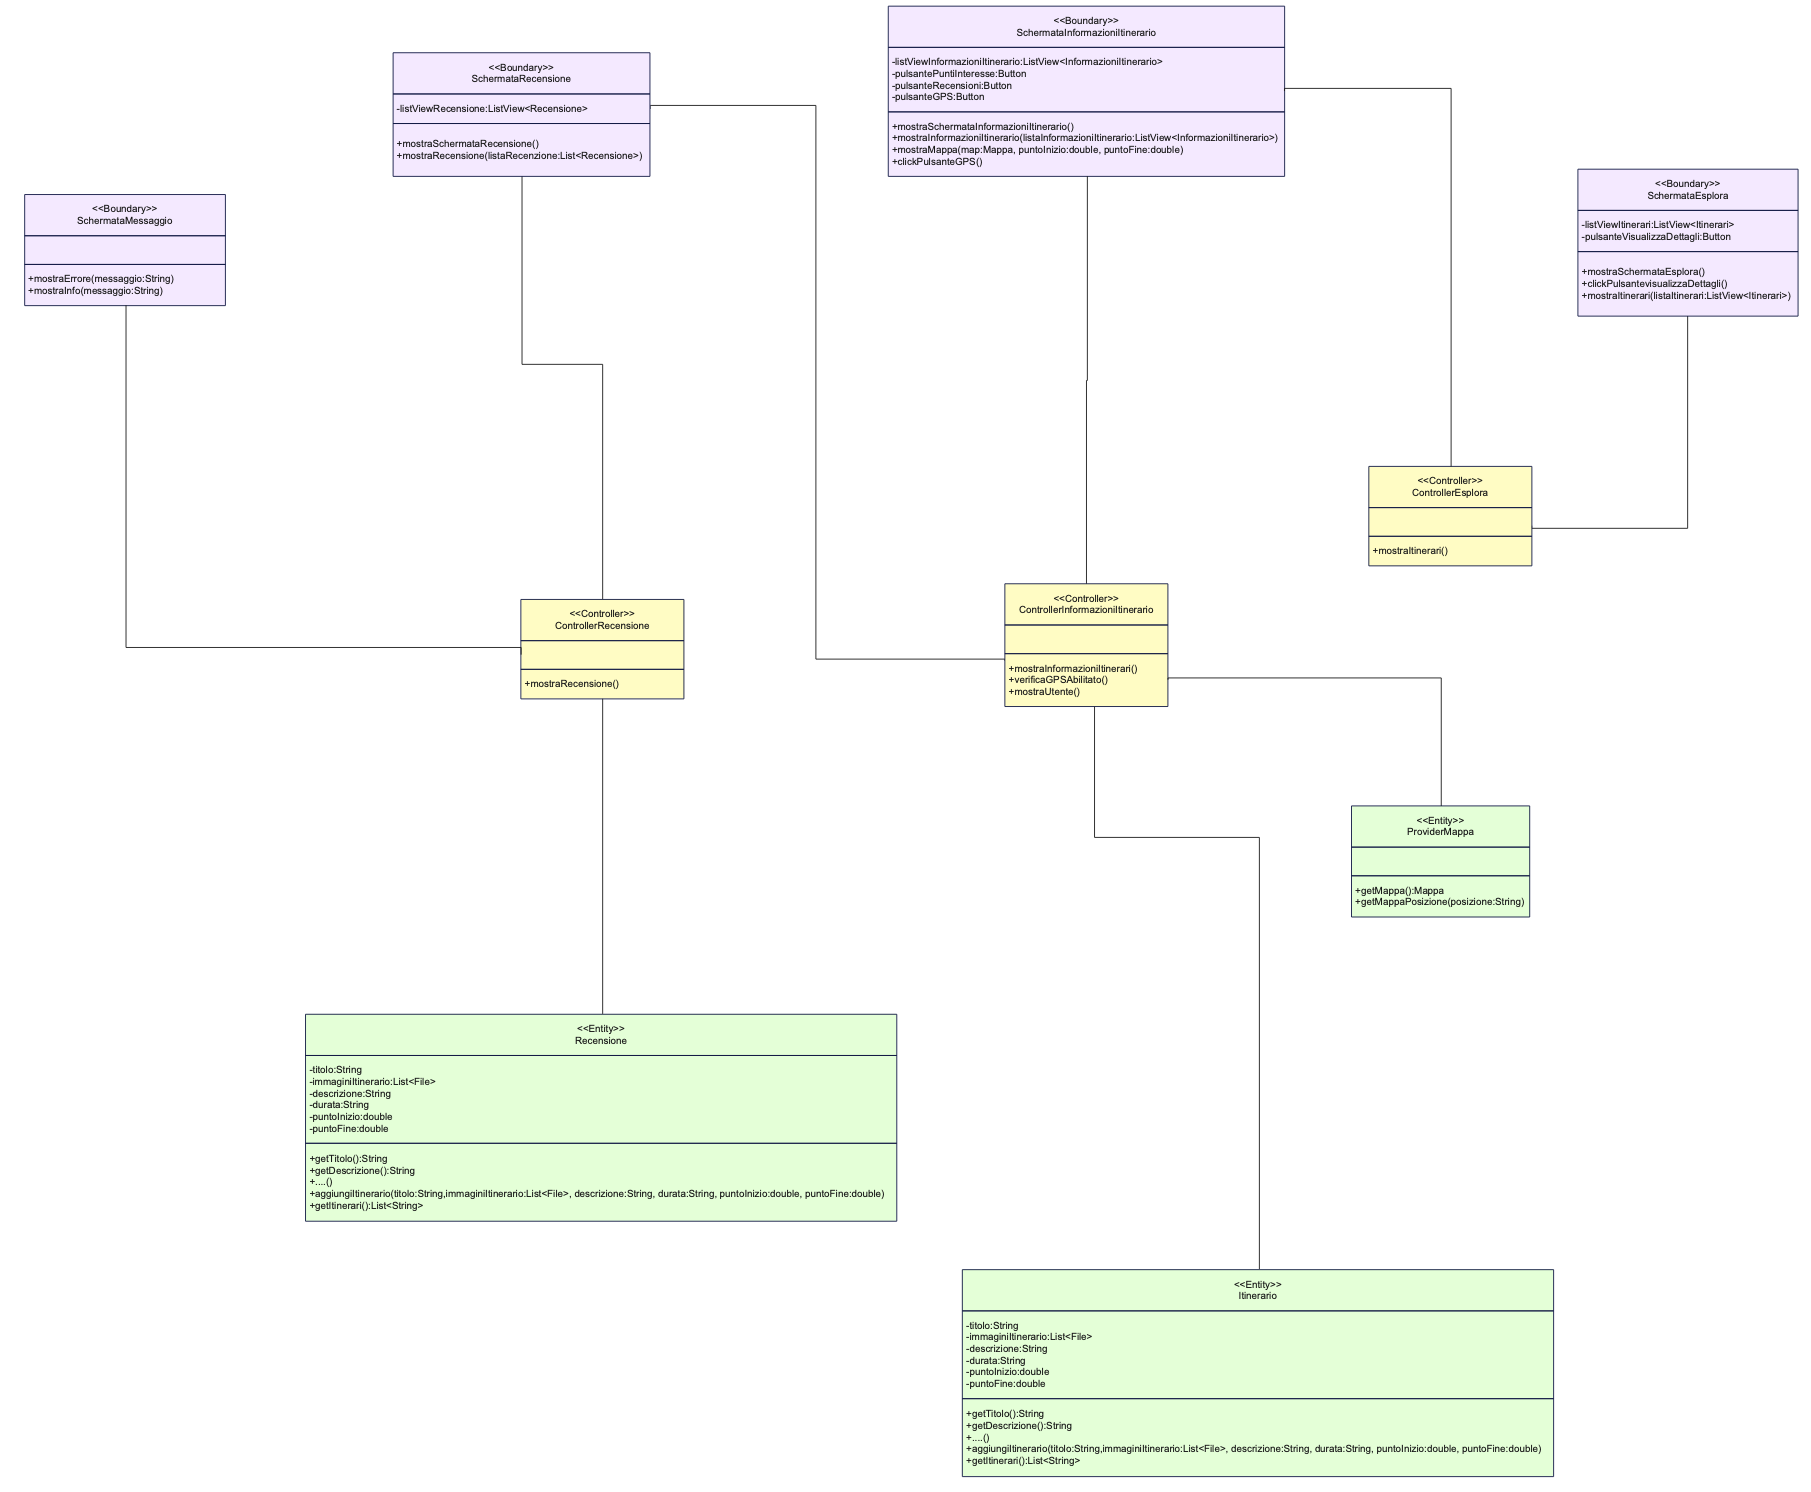 <<Boundary>>
SchermataInformazioniItinerario
-listViewInformazioniItinerario:ListView<InformazioniItinerario>
-pulsantePuntiInteresse:Button
-pulsanteRecensioni:Button
-pulsanteGPS:Button
+mostraSchermataInformazioniItinerario()
+mostraInformazioniItinerario(listaInformazioniItinerario:ListView<InformazioniItinerario>)
+mostraMappa(map:Mappa, puntoInizio:double, puntoFine:double)
+clickPulsanteGPS()
<<Boundary>>
SchermataRecensione
-listViewRecensione:ListView<Recensione>
+mostraSchermataRecensione()
+mostraRecensione(listaRecenzione:List<Recensione>)
<<Boundary>>
SchermataEsplora
-listViewItinerari:ListView<Itinerari>
-pulsanteVisualizzaDettagli:Button
+mostraSchermataEsplora()
+clickPulsantevisualizzaDettagli()
+mostraItinerari(listaItinerari:ListView<Itinerari>)
<<Boundary>>
SchermataMessaggio
+mostraErrore(messaggio:String)
+mostraInfo(messaggio:String)
<<Controller>>
ControllerEsplora
+mostraItinerari()
<<Controller>>
ControllerInformazioniItinerario
+mostraInformazioniItinerari()
+verificaGPSAbilitato()
+mostraUtente()
<<Controller>>
ControllerRecensione
+mostraRecensione()
<<Entity>>
ProviderMappa
+getMappa():Mappa
+getMappaPosizione(posizione:String)
<<Entity>>
Recensione
-titolo:String
-immaginiItinerario:List<File>
-descrizione:String
-durata:String
-puntoInizio:double
-puntoFine:double
+getTitolo():String
+getDescrizione():String
+....()
+aggiungiItinerario(titolo:String,immaginiItinerario:List<File>, descrizione:String, durata:String, puntoInizio:double, puntoFine:double)
+getItinerari():List<String>
<<Entity>>
Itinerario
-titolo:String
-immaginiItinerario:List<File>
-descrizione:String
-durata:String
-puntoInizio:double
-puntoFine:double
+getTitolo():String
+getDescrizione():String
+....()
+aggiungiItinerario(titolo:String,immaginiItinerario:List<File>, descrizione:String, durata:String, puntoInizio:double, puntoFine:double)
+getItinerari():List<String>